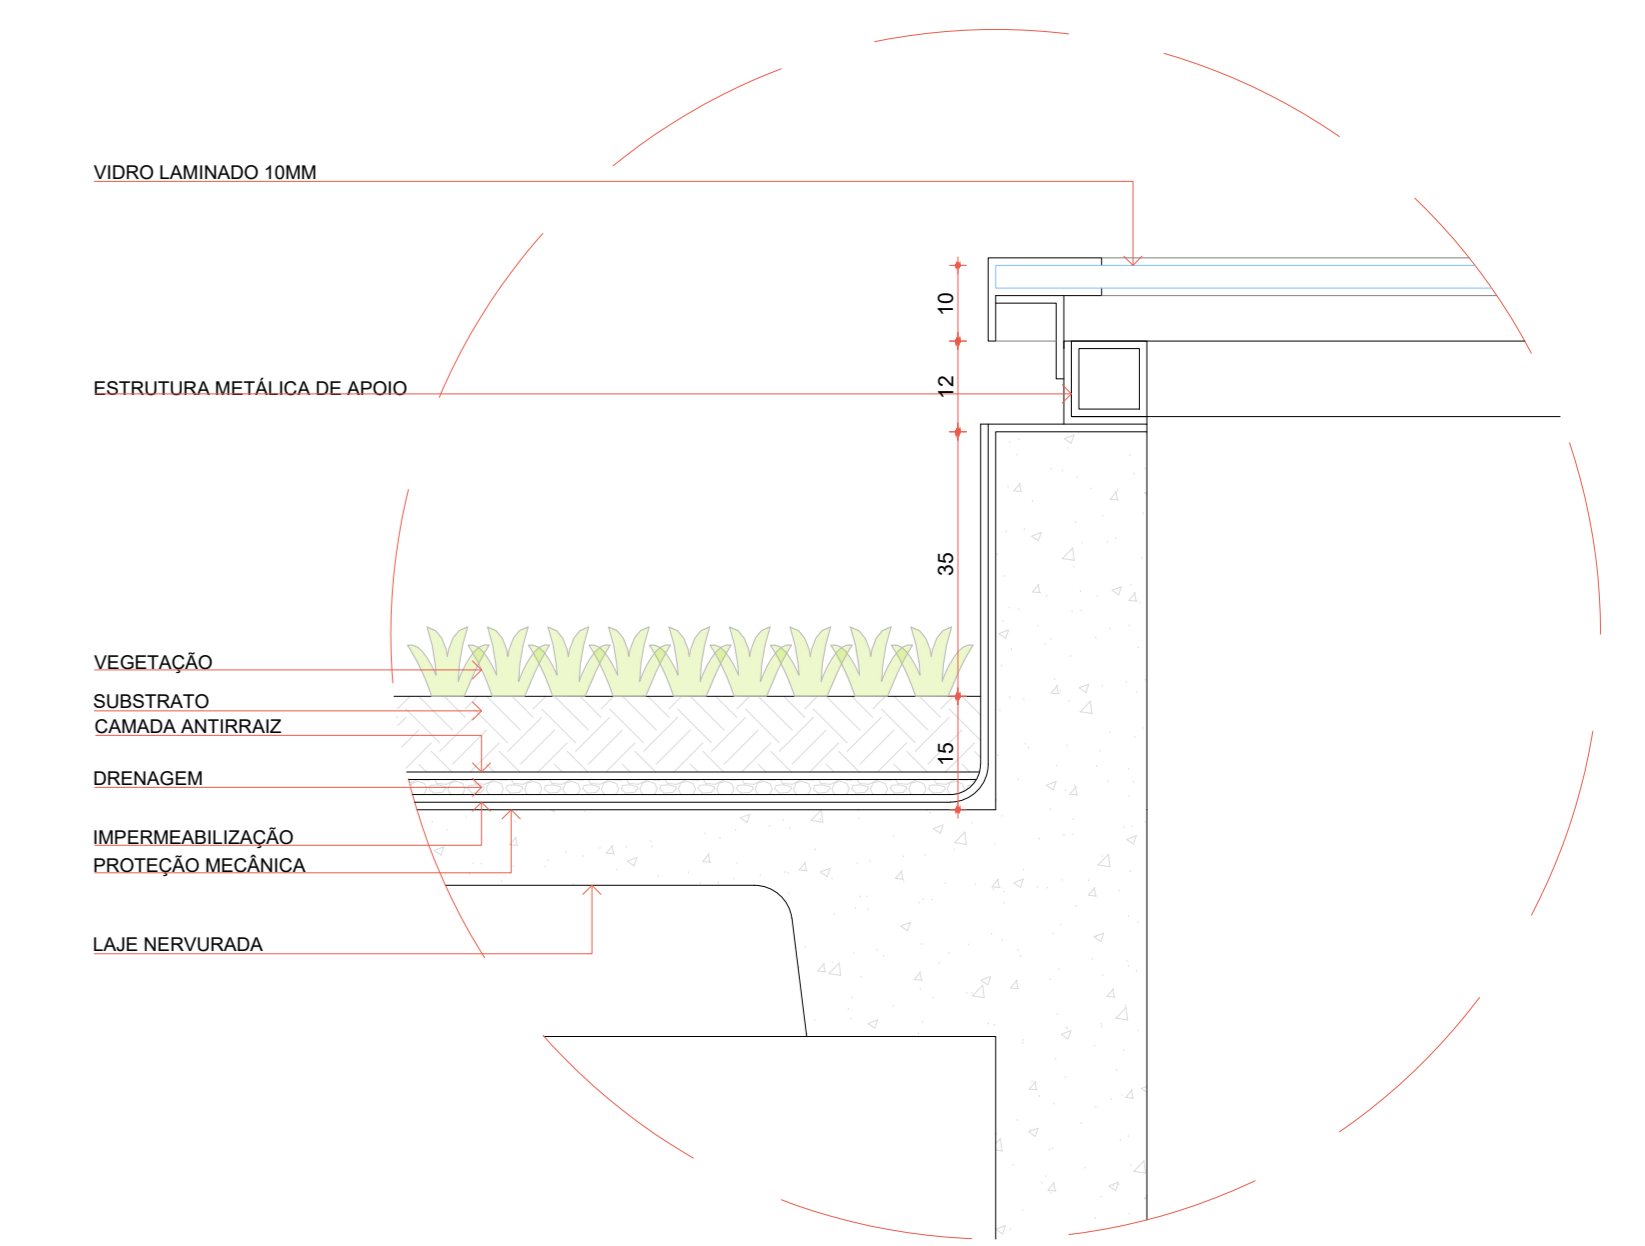 VIDRO LAMINADO 10MM
10
ESTRUTURA METÁLICA DE APOIO
12
35
VEGETAÇÃO
SUBSTRATO
CAMADA ANTIRRAIZ
15
DRENAGEM
IMPERMEABILIZAÇÃO
PROTEÇÃO MECÂNICA
LAJE NERVURADA